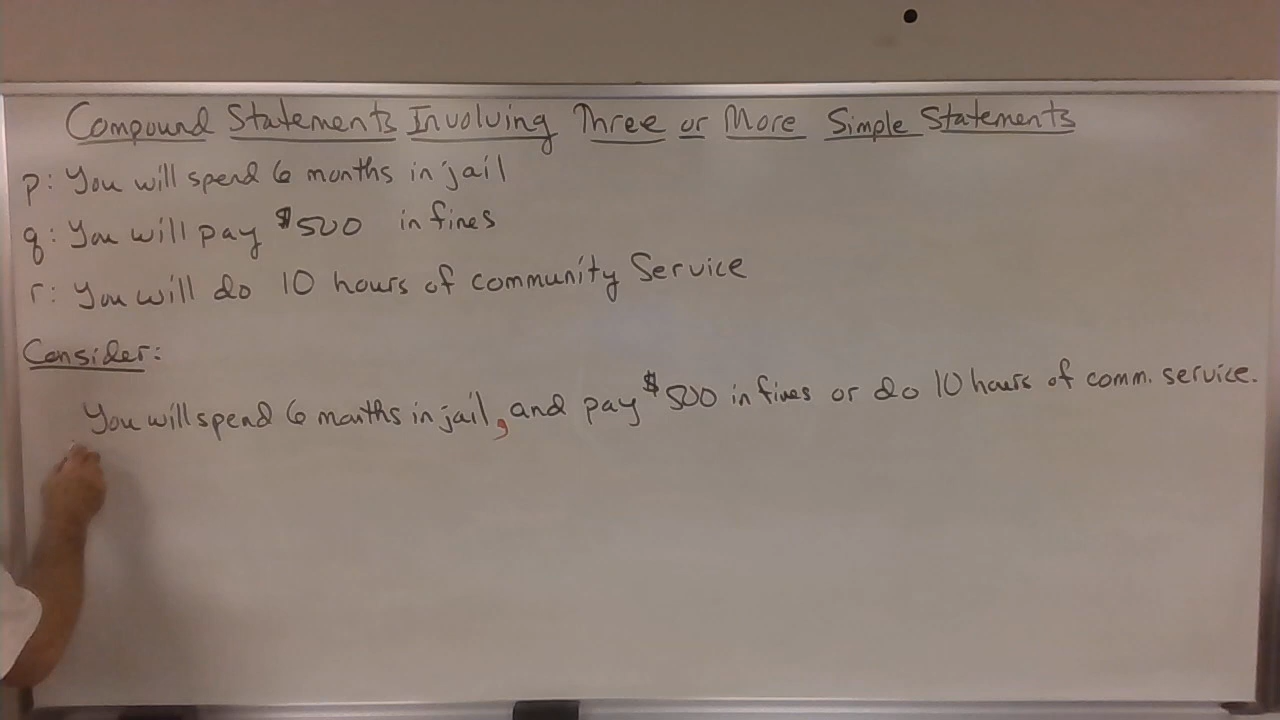 Compound Statements Involving Three or More Simple Statements
p: You will spend 6 months in jail
q: You will pay $500 in fines
r: You will do 10 hours of community Service
Consider:
You will spend 6 months in jail, and pay $500 in fines or do 10 hours of comm. service.